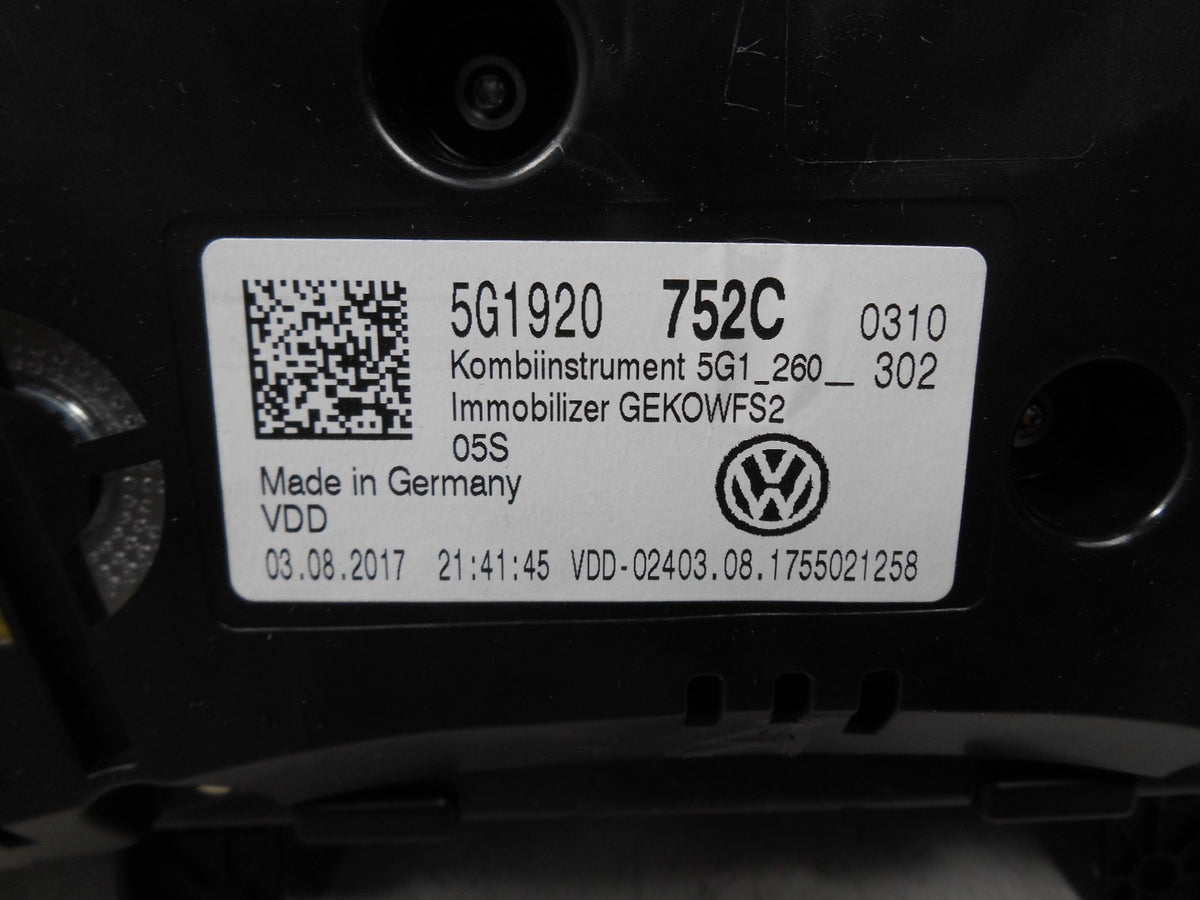 5G1920 752C 0310
Kombiinstrument 5G1_260__ 302
Immobilizer GEKOWFS2
05S
Made in Germany
VDD
03.08.2017 21:41:45 VDD-02403.08.1755021258